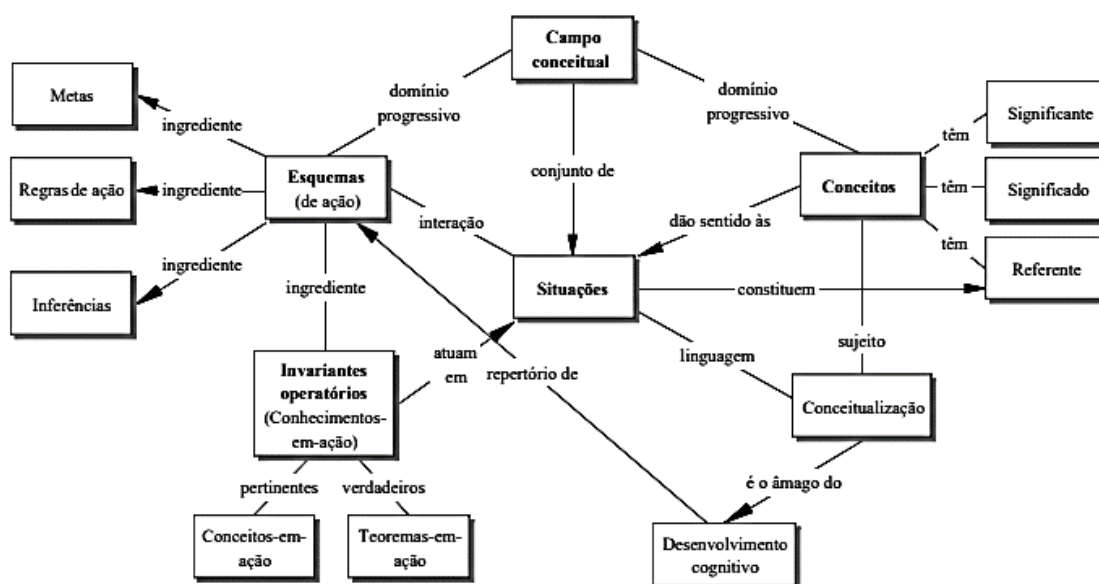 Campo
conceitual
Metas
domínio
progressivo
domínio
progressivo
Significante
ingrediente
têm
Regras de ação
ingrediente
Esquemas
(de ação)
conjunto de
Conceitos
têm
Significado
interação
dão sentido às
têm
ingrediente
Referente
Inferências
ingrediente
Situações
constituem
atuam
em
repertório de
linguagem
sujeito
Invariantes
operatórios
(Conhecimentos-
em-ação)
Conceitualização
pertinentes
verdadeiros
é o âmago do
Conceitos-em-
ação
Teoremas-em-
ação
Desenvolvimento
cognitivo